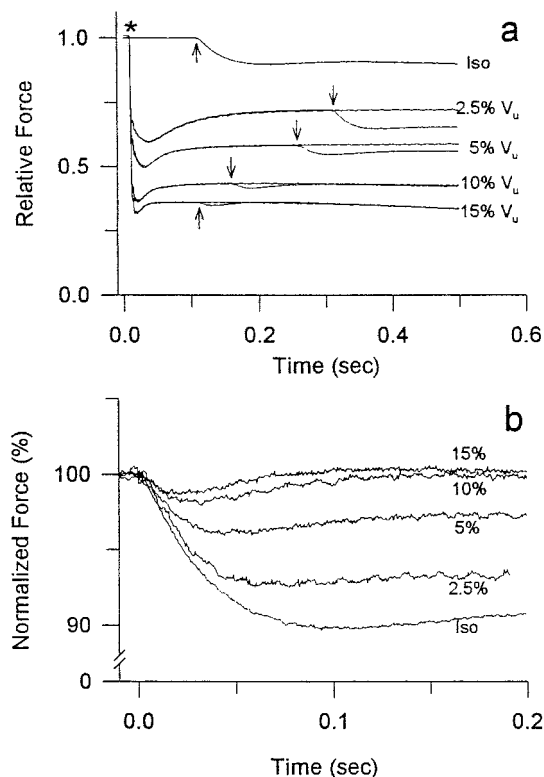 *
a
1.0
Iso
2.5% Vu
Relative Force
0.5
5% Vu
10% Vu
15% Vu
0.0
0.0
0.2
0.4
0.6
Time (sec)
b
Normalized Force (%)
100
15%
10%
5%
2.5%
90
Iso
0
0.0
0.1
0.2
Time (sec)